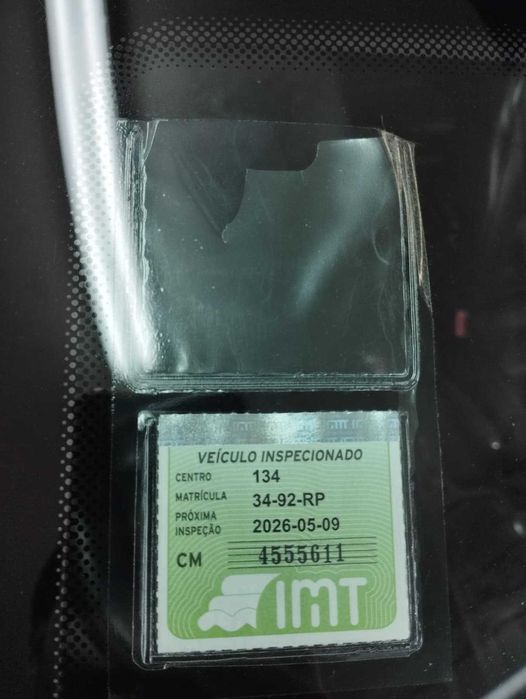 VEÍCULO INSPECIONADO
CENTRO 134
MATRÍCULA 34-92-RP
PRÓXIMA
INSPEÇÃO 2026-05-09
CM 4555611
IMT